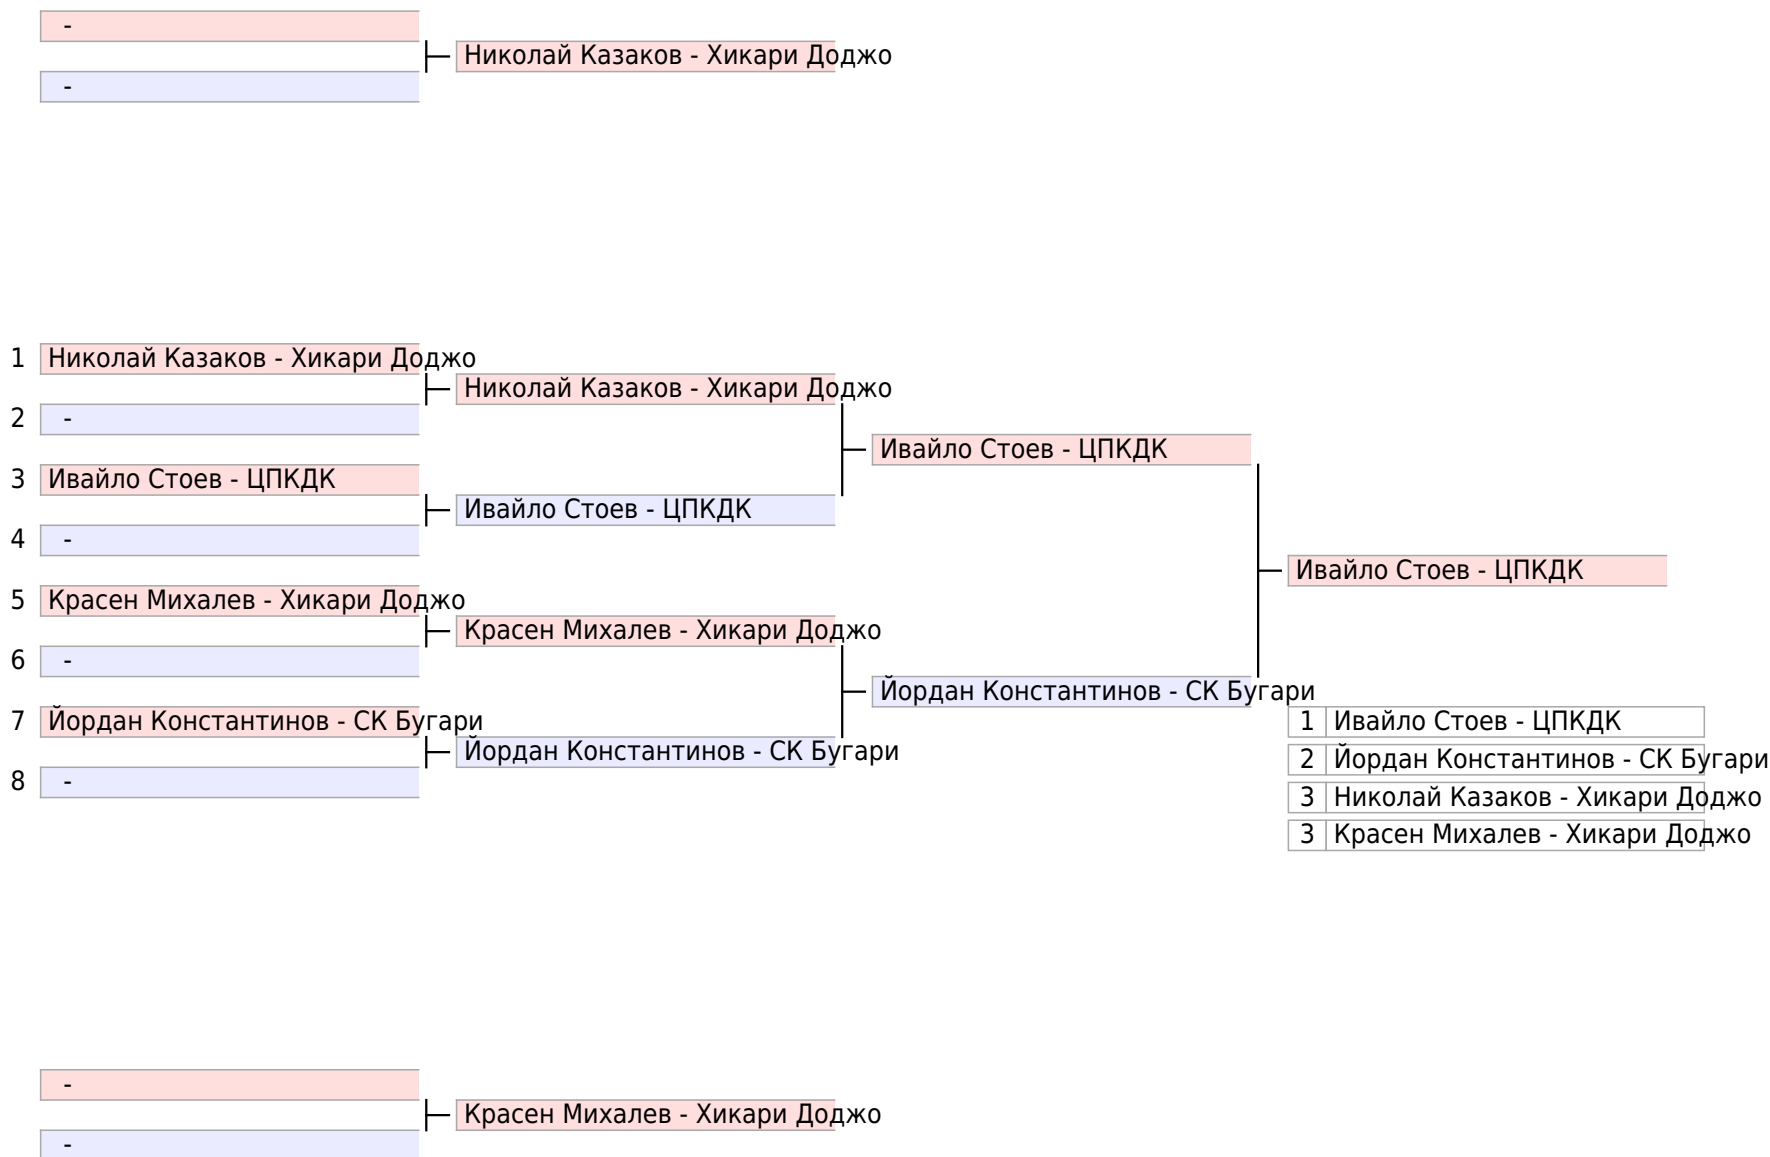 -
Николай Казаков - Хикари Доджо
-
1 Николай Казаков - Хикари Доджо
Николай Казаков - Хикари Доджо
2 -
Ивайло Стоев - ЦПКДК
3 Ивайло Стоев - ЦПКДК
Ивайло Стоев - ЦПКДК
4 -
Ивайло Стоев - ЦПКДК
5 Красен Михалев - Хикари Доджо
Красен Михалев - Хикари Доджо
6 -
Йордан Константинов - СК Бугари
7 Йордан Константинов - СК Бугари
1 Ивайло Стоев - ЦПКДК
Йордан Константинов - СК Бугари
2 Йордан Константинов - СК Бугари
8 -
3 Николай Казаков - Хикари Доджо
3 Красен Михалев - Хикари Доджо
-
Красен Михалев - Хикари Доджо
-